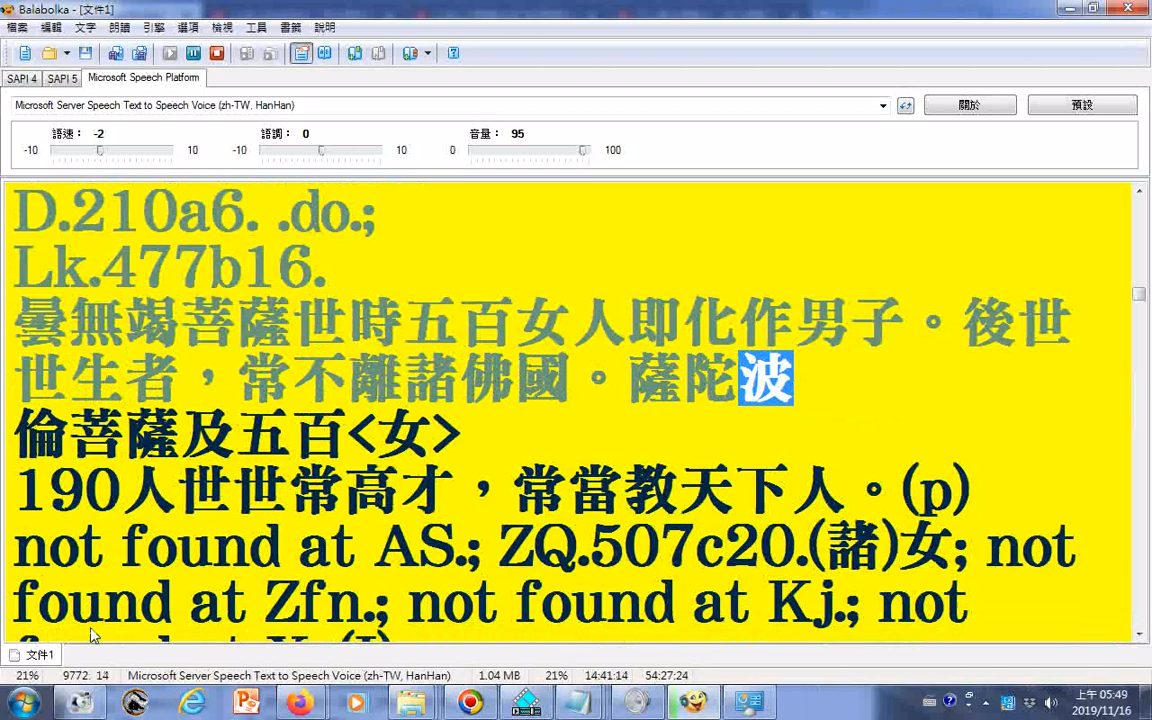 Balabolka - [文件1]
檔案 編輯 文字 朗讀 引擎 選項 檢視 工具 書籤 說明
SAPI 4 SAPI 5 Microsoft Speech Platform
Microsoft Server Speech Text to Speech Voice (zh-TW, HanHan) 關於 預設
語速： -2 語調： 0 音量： 95
-10 10 -10 10 0 100
D.210a6. .do.;
Lk.477b16.
曇無竭菩薩世時五百女人即化作男子。後世
世生者，常不離諸佛國。薩陀波
倫菩薩及五百<女>
190人世世常高才，常當教天下人。(p)
not found at AS.; ZQ.507c20.(諸)女; not
found at Zfn.; not found at Kj.; not
文件1
21% 9772. 14 Microsoft Server Speech Text to Speech Voice (zh-TW, HanHan) 1.04 MB 21% 14:41:14 54:27:24
上午 05:49
2019/11/16